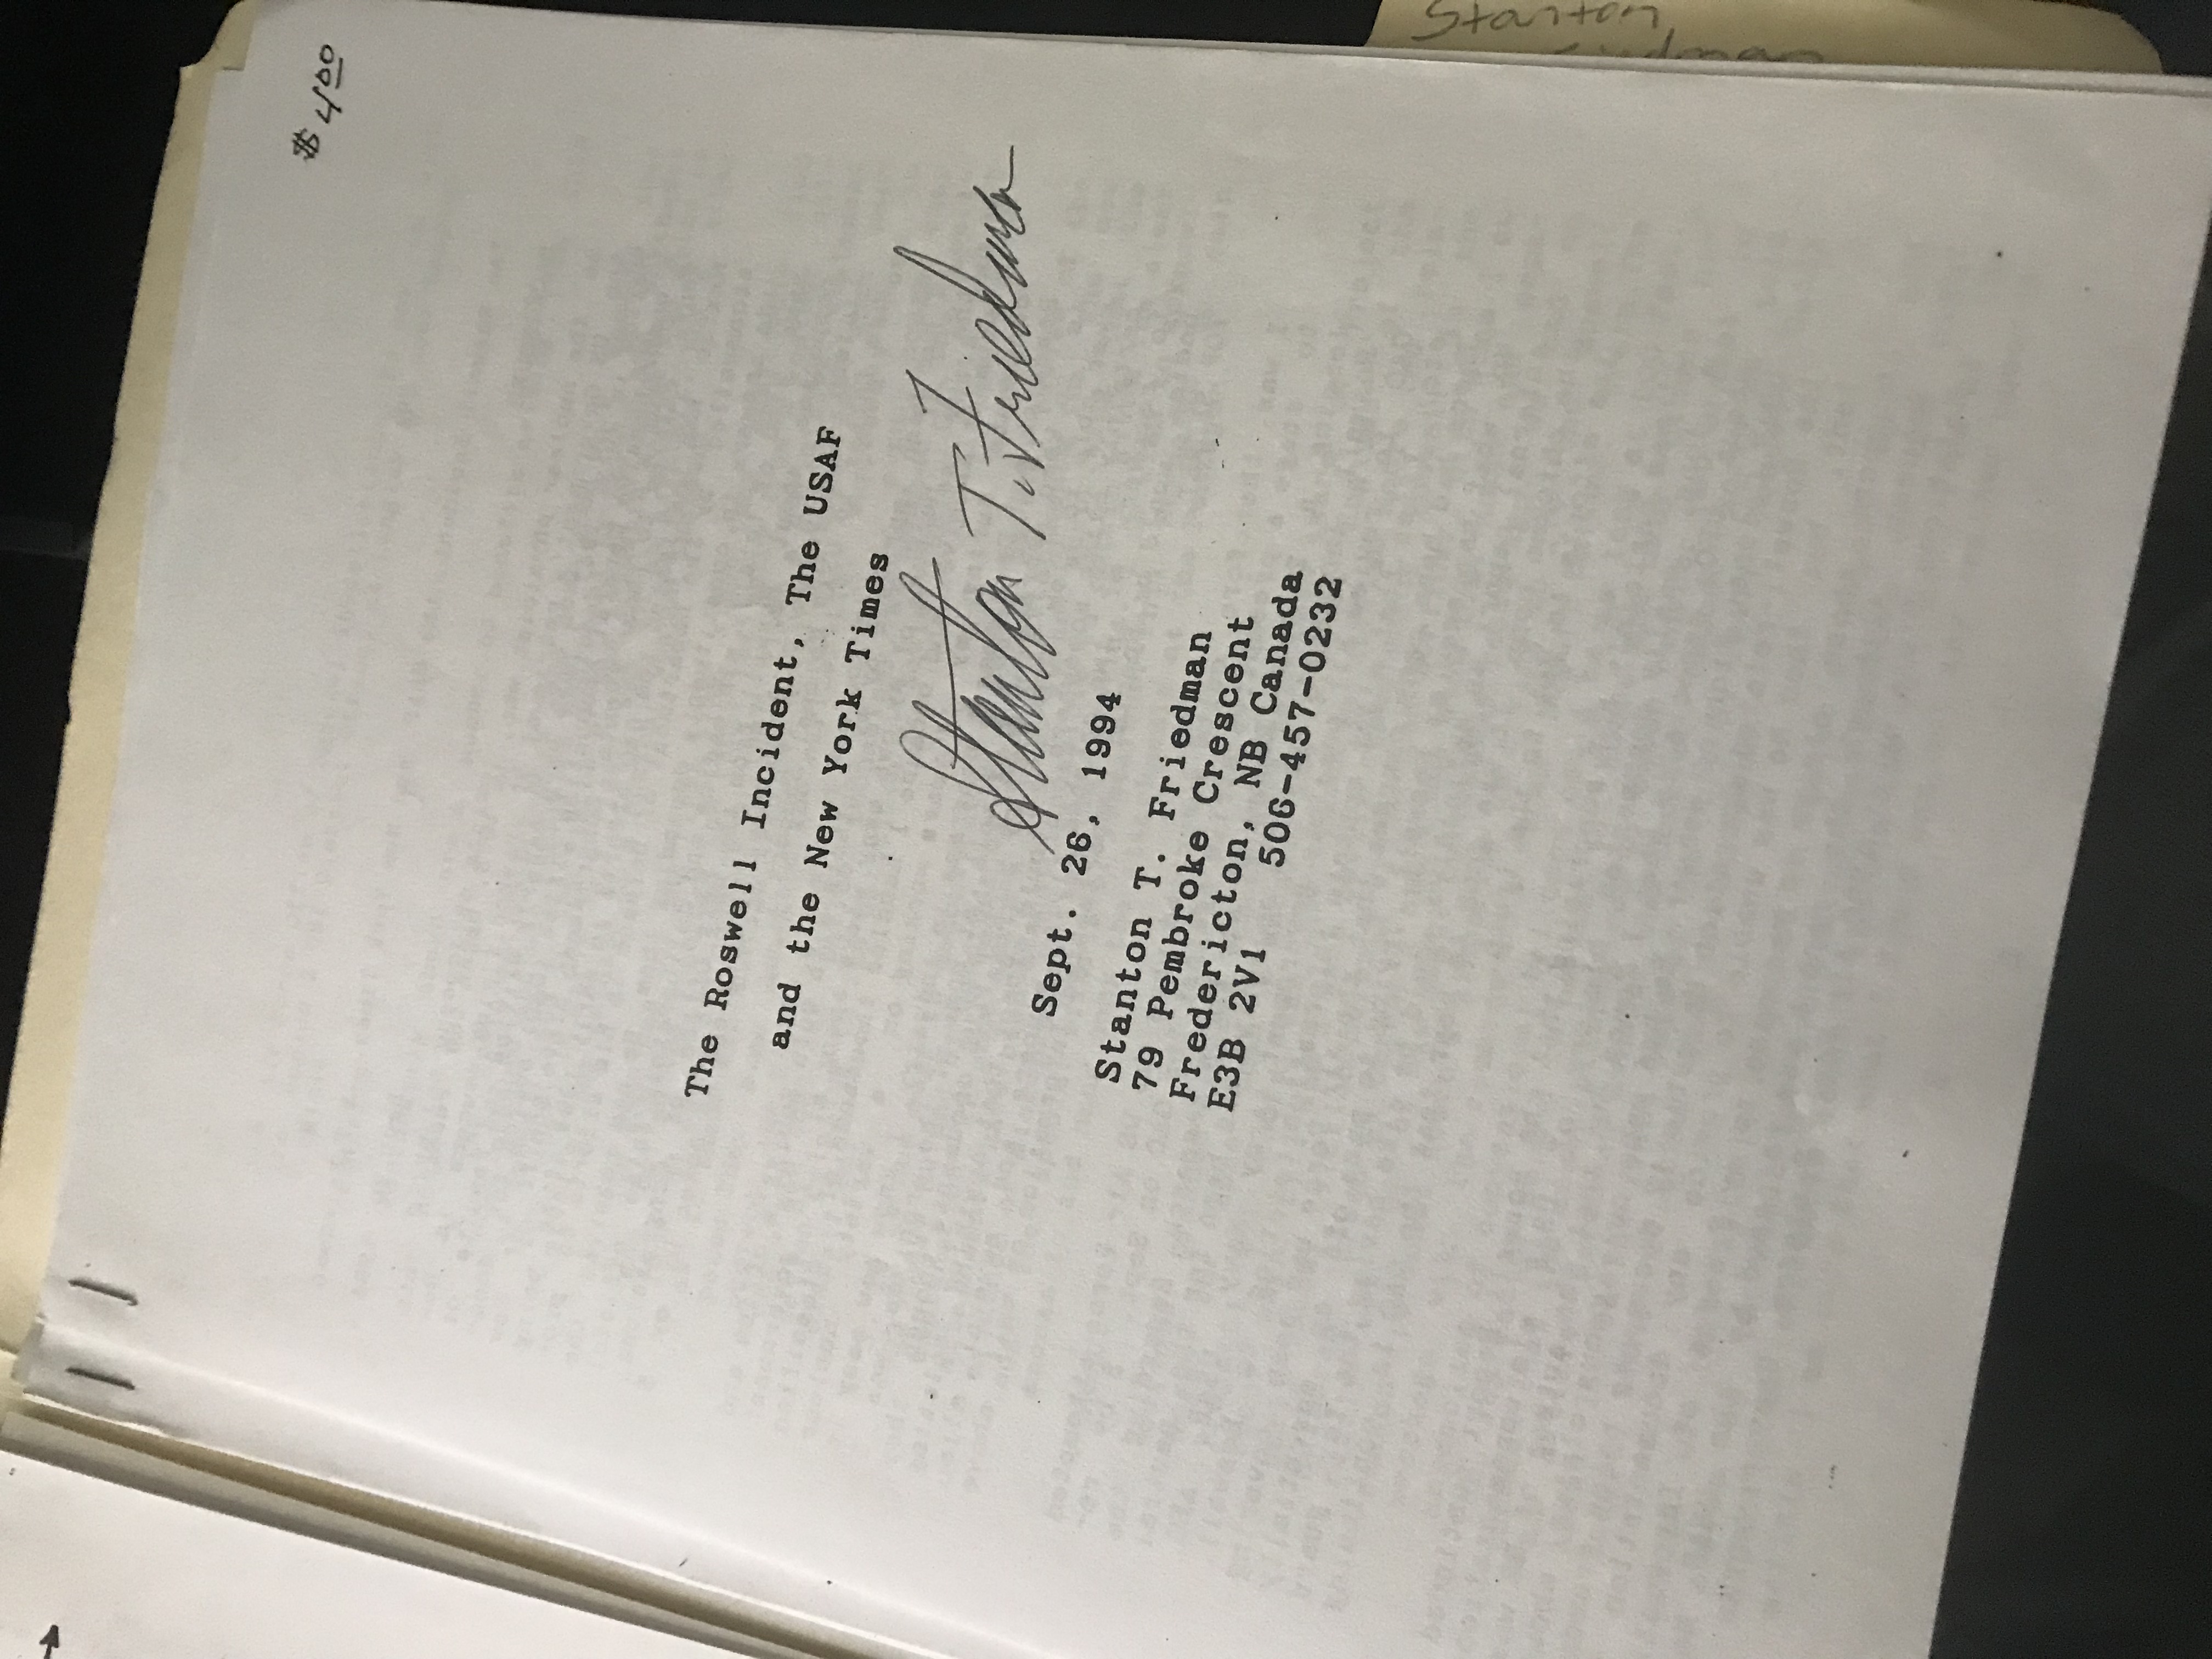 Stanton
$ 4.00
The Roswell Incident, The USAF
and the New York Times
Stanton T. Friedman
Sept. 26, 1994
Stanton T. Friedman
79 Pembroke Crescent
Fredericton, NB Canada
E3B 2V1 506-457-0232